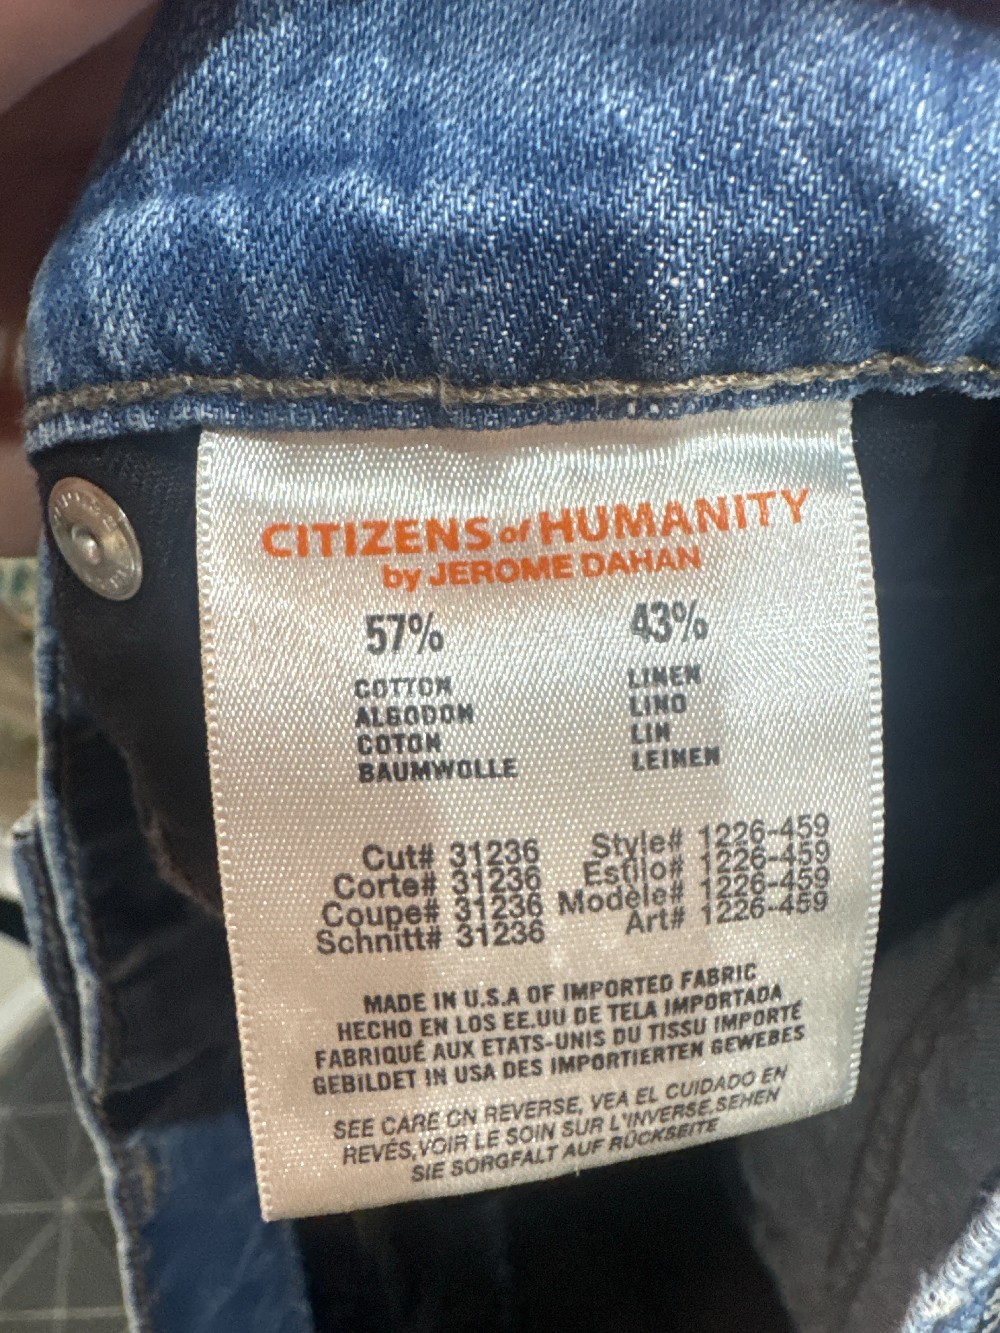 CITIZENS of HUMANITY
by JEROME DAHAN
57% 43%
COTTON LINEN
ALGODON LINO
COTON LIN
BAUMWOLLE LEINEN
Cut# 31236 Style# 1226-459
Corte# 31236 Estilo# 1226-459
Coupe# 31236 Modèle# 1226-459
Schnitt# 31236 Art# 1226-459
MADE IN U.S.A OF IMPORTED FABRIC
HECHO EN LOS EE.UU DE TELA IMPORTADA
FABRIQUÉ AUX ETATS-UNIS DU TISSU IMPORTÉ
GEBILDET IN USA DES IMPORTIERTEN GEWEBES
SEE CARE ON REVERSE, VEA EL CUIDADO EN
REVÉS,VOIR LE SOIN SUR L'INVERSE,SEHEN
SIE SORGFALT AUF RÜCKSEITE